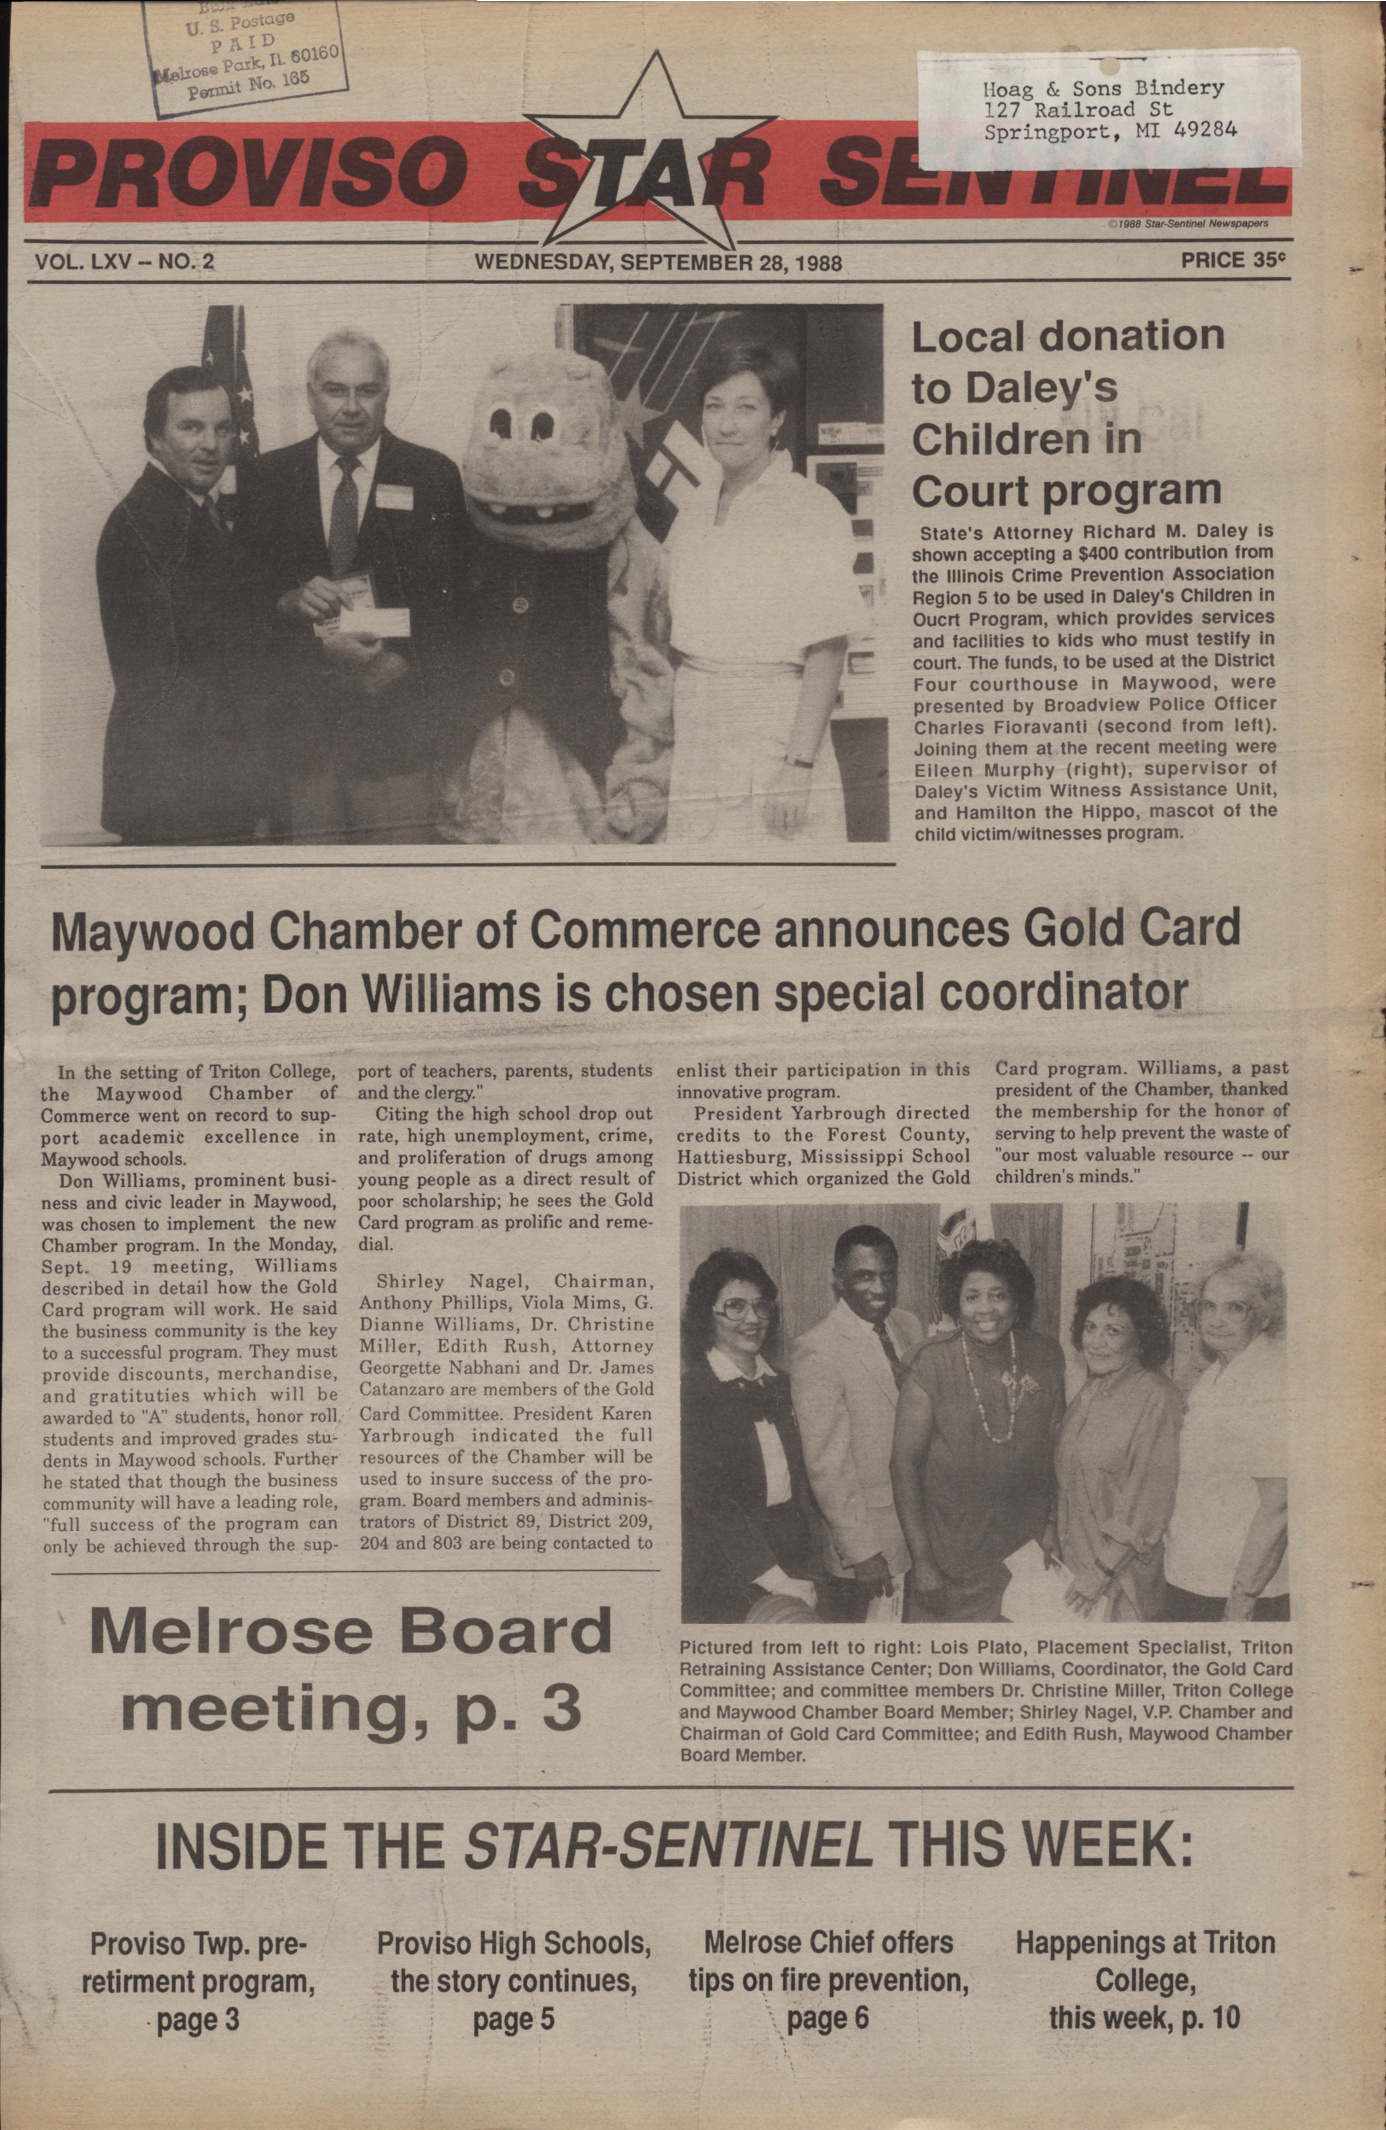 U. S. Postage
PAID
Melrose Park, Il. 60160
Permit No. 165
Hoag & Sons Bindery
127 Railroad St
Springport, MI 49284
PROVISO STAR SENTINEL
©1988 Star-Sentinel Newspapers
VOL. LXV -- NO. 2
WEDNESDAY, SEPTEMBER 28, 1988
PRICE 35¢
Local donation
to Daley's
Children in
Court program
State's Attorney Richard M. Daley is
shown accepting a $400 contribution from
the Illinois Crime Prevention Association
Region 5 to be used in Daley's Children in
Oucrt Program, which provides services
and facilities to kids who must testify in
court. The funds, to be used at the District
Four courthouse in Maywood, were
presented by Broadview Police Officer
Charles Fioravanti (second from left).
Joining them at the recent meeting were
Eileen Murphy (right), supervisor of
Daley's Victim Witness Assistance Unit,
and Hamilton the Hippo, mascot of the
child victim/witnesses program.
Maywood Chamber of Commerce announces Gold Card
program; Don Williams is chosen special coordinator
In the setting of Triton College,
the Maywood Chamber of
Commerce went on record to sup-
port academic excellence in
Maywood schools.
Don Williams, prominent busi-
ness and civic leader in Maywood,
was chosen to implement the new
Chamber program. In the Monday,
Sept. 19 meeting, Williams
described in detail how the Gold
Card program will work. He said
the business community is the key
to a successful program. They must
provide discounts, merchandise,
and gratituties which will be
awarded to "A" students, honor roll
students and improved grades stu-
dents in Maywood schools. Further
he stated that though the business
community will have a leading role,
"full success of the program can
only be achieved through the sup-
port of teachers, parents, students
and the clergy."
Citing the high school drop out
rate, high unemployment, crime,
and proliferation of drugs among
young people as a direct result of
poor scholarship; he sees the Gold
Card program as prolific and reme-
dial.
Shirley Nagel, Chairman,
Anthony Phillips, Viola Mims, G.
Dianne Williams, Dr. Christine
Miller, Edith Rush, Attorney
Georgette Nabhani and Dr. James
Catanzaro are members of the Gold
Card Committee. President Karen
Yarbrough indicated the full
resources of the Chamber will be
used to insure success of the pro-
gram. Board members and adminis-
trators of District 89, District 209,
204 and 803 are being contacted to
enlist their participation in this
innovative program.
President Yarbrough directed
credits to the Forest County,
Hattiesburg, Mississippi School
District which organized the Gold
Card program. Williams, a past
president of the Chamber, thanked
the membership for the honor of
serving to help prevent the waste of
"our most valuable resource -- our
children's minds."
Pictured from left to right: Lois Plato, Placement Specialist, Triton
Retraining Assistance Center; Don Williams, Coordinator, the Gold Card
Committee; and committee members Dr. Christine Miller, Triton College
and Maywood Chamber Board Member; Shirley Nagel, V.P. Chamber and
Chairman of Gold Card Committee; and Edith Rush, Maywood Chamber
Board Member.
Melrose Board
meeting, p. 3
INSIDE THE STAR-SENTINEL THIS WEEK:
Proviso Twp. pre-
retirment program,
page 3
Proviso High Schools,
the story continues,
page 5
Melrose Chief offers
tips on fire prevention,
page 6
Happenings at Triton
College,
this week, p. 10